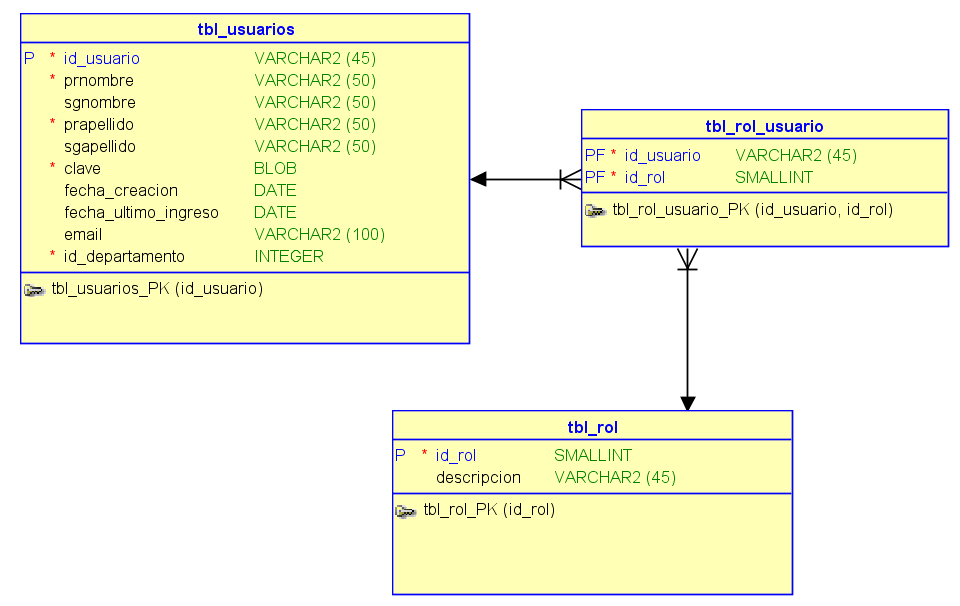 tbl_usuarios
P * id_usuario VARCHAR2 (45)
* prnombre VARCHAR2 (50)
sgnombre VARCHAR2 (50)
* prapellido VARCHAR2 (50)
sgapellido VARCHAR2 (50)
* clave BLOB
fecha_creacion DATE
fecha_ultimo_ingreso DATE
email VARCHAR2 (100)
* id_departamento INTEGER
tbl_usuarios_PK (id_usuario)
tbl_rol_usuario
PF * id_usuario VARCHAR2 (45)
PF * id_rol SMALLINT
tbl_rol_usuario_PK (id_usuario, id_rol)
tbl_rol
P * id_rol SMALLINT
descripcion VARCHAR2 (45)
tbl_rol_PK (id_rol)